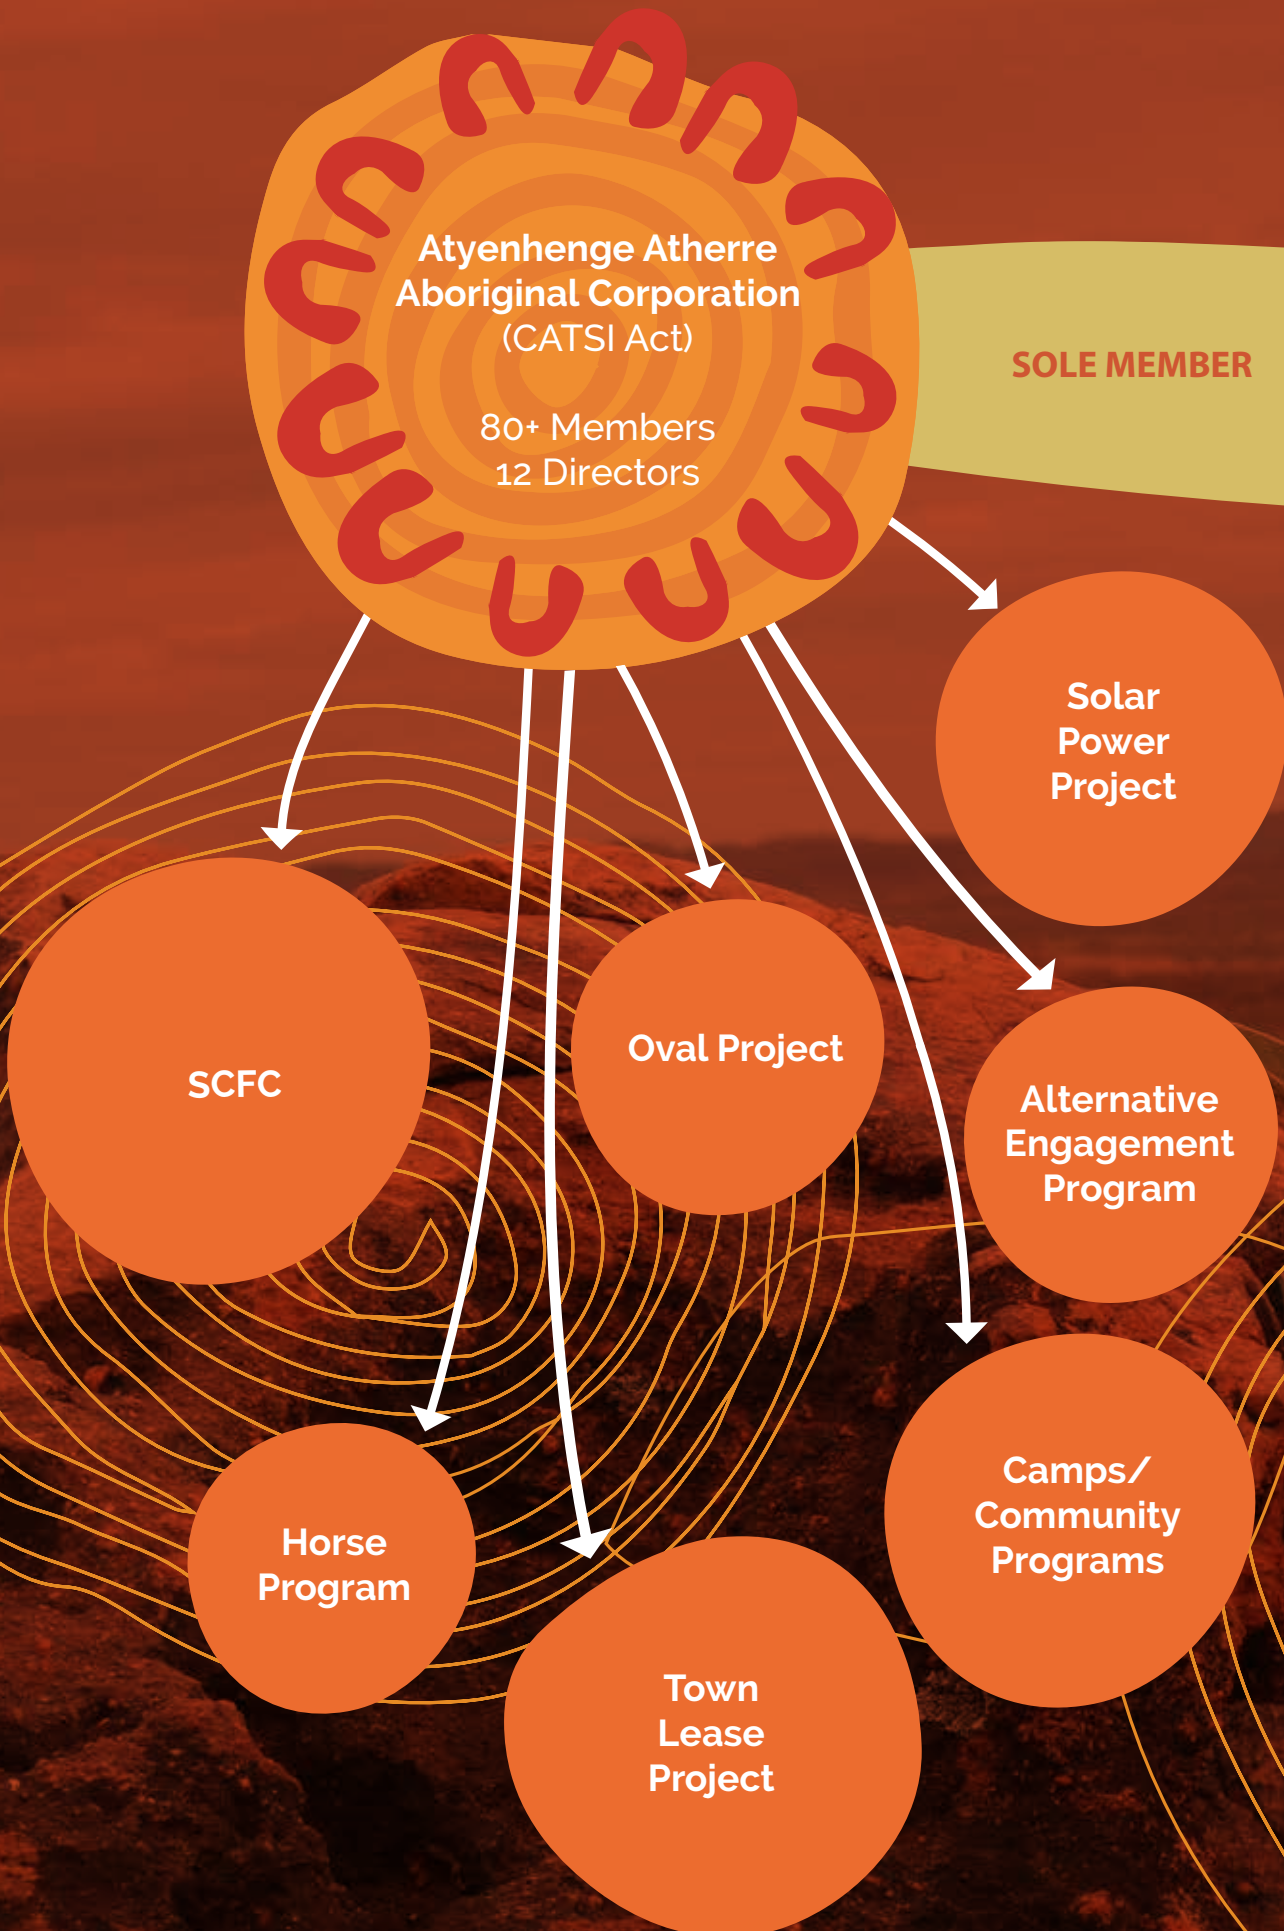 Atyenhenge Atherre
Aboriginal Corporation
(CATSI Act)
80+ Members
12 Directors
SOLE MEMBER
Solar
Power
Project
SCFC
Oval Project
Alternative
Engagement
Program
Horse
Program
Camps/
Community
Programs
Town
Lease
Project